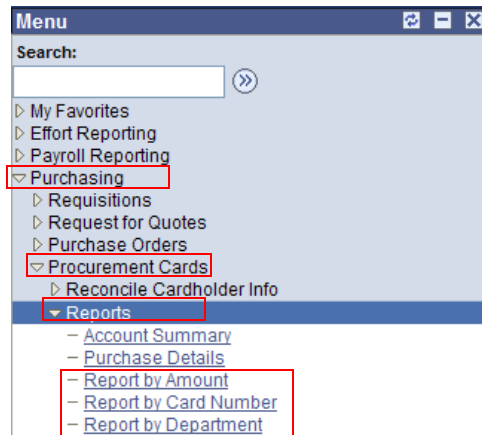 Menu
Search:
My Favorites
Effort Reporting
Payroll Reporting
Purchasing
Requisitions
Request for Quotes
Purchase Orders
Procurement Cards
Reconcile Cardholder Info
Reports
– Account Summary
– Purchase Details
– Report by Amount
– Report by Card Number
– Report by Department